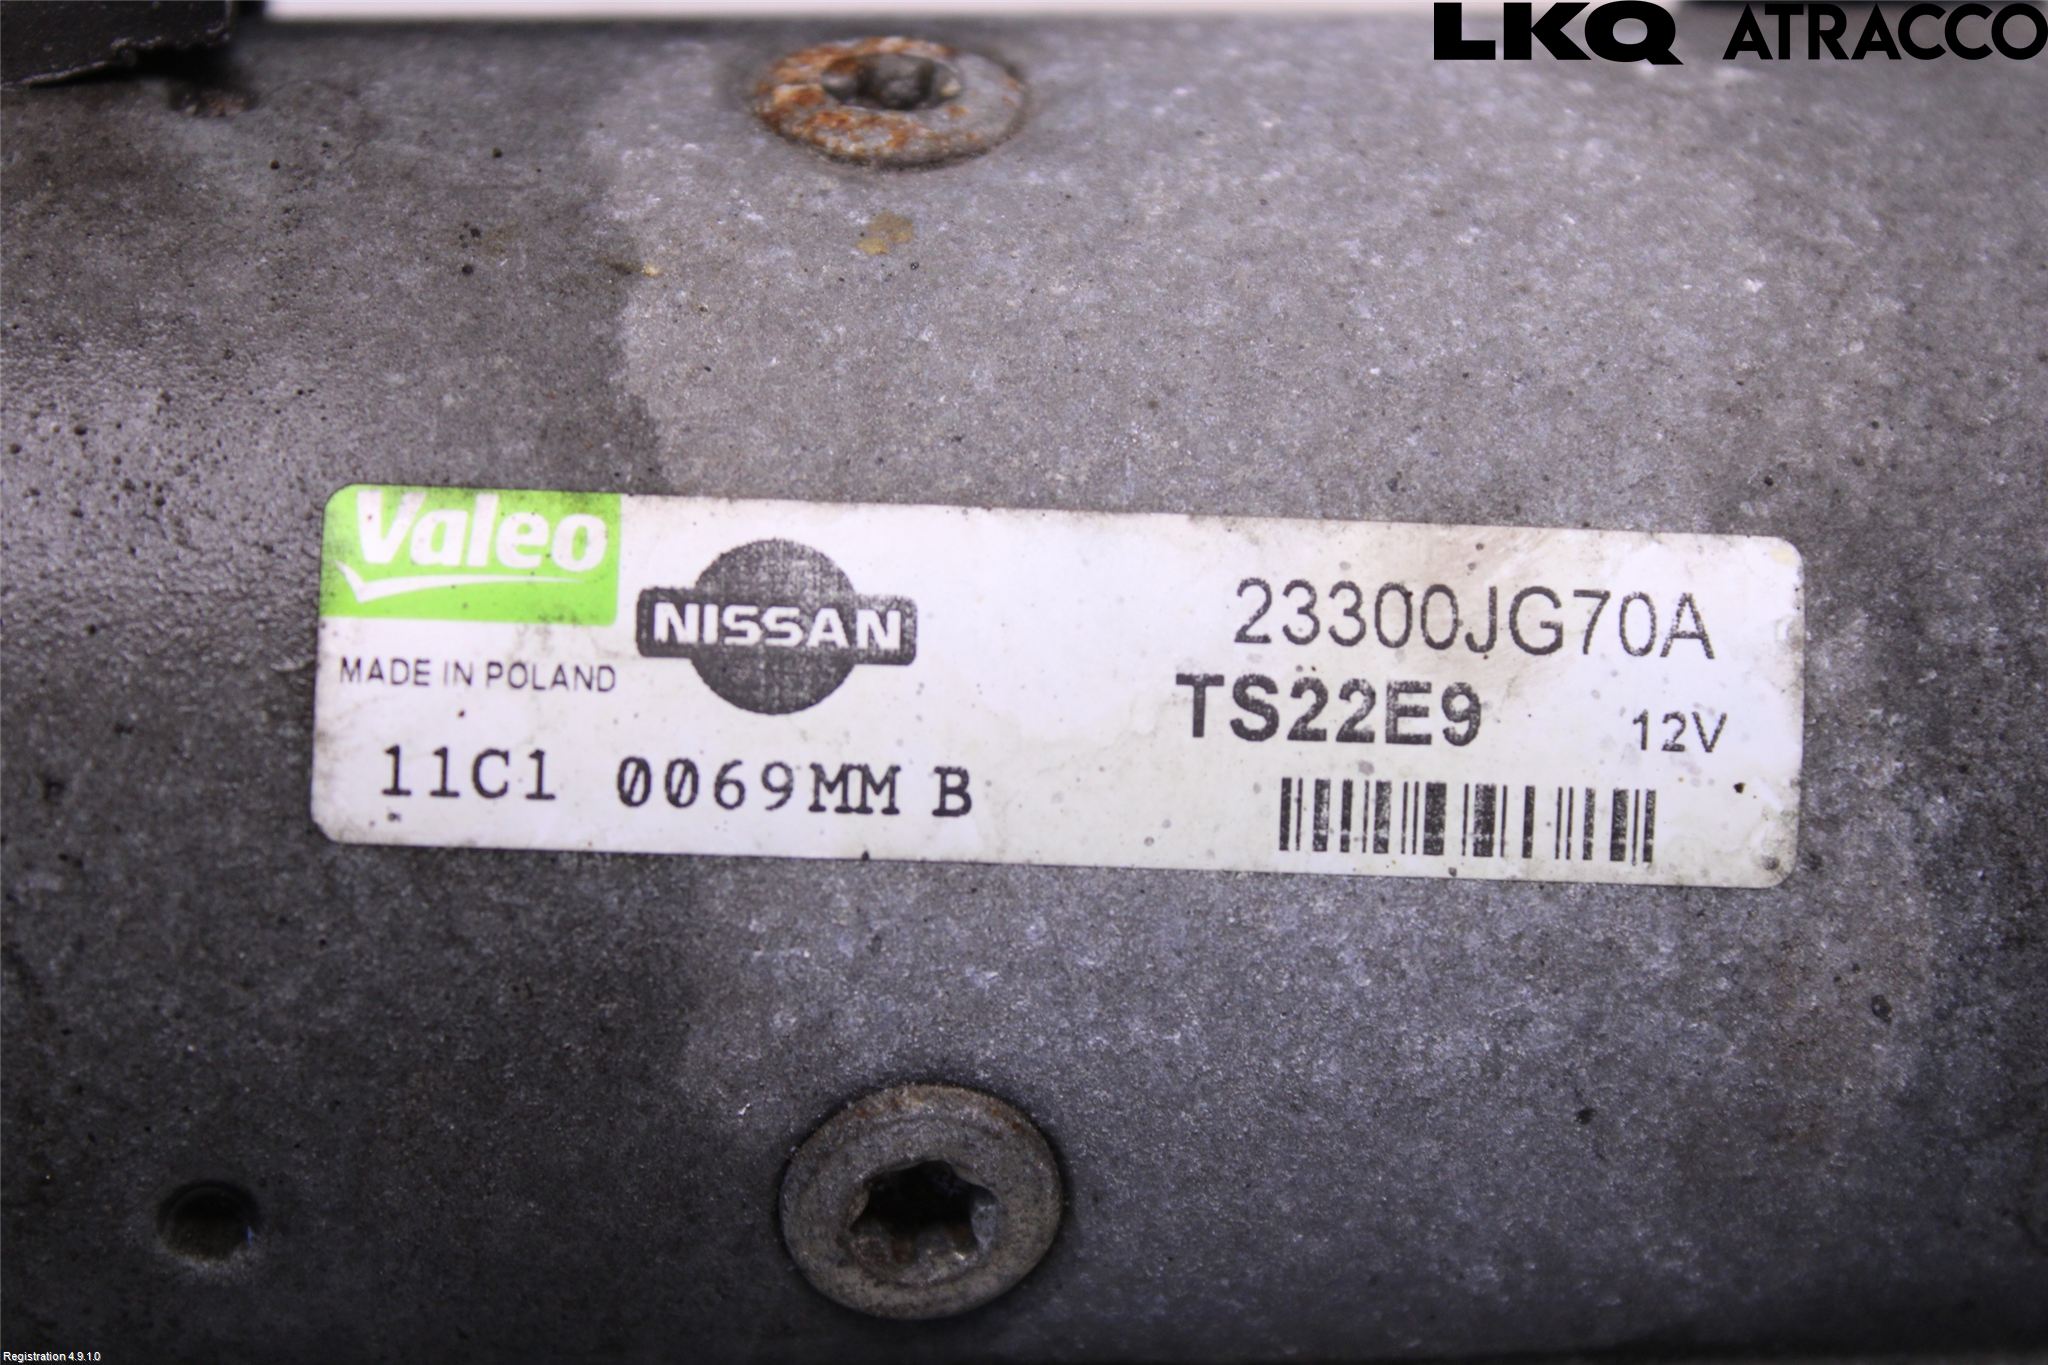 LKQ ATRACCO
Valeo
NISSAN
23300JG70A
MADE IN POLAND
TS22E9 12V
11C1 0069MM B
Registration 4.9.1.0